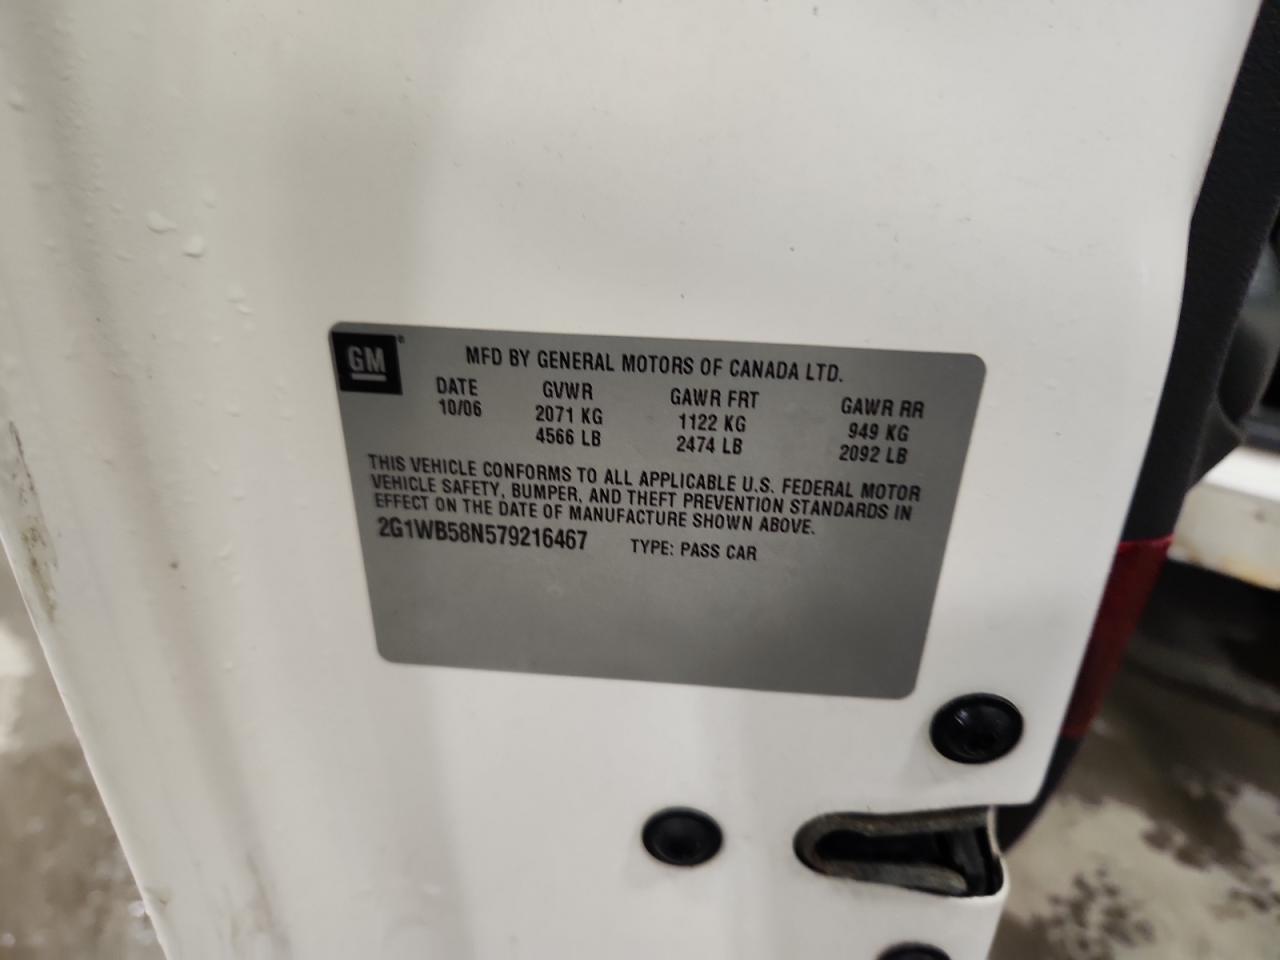 GM
MFD BY GENERAL MOTORS OF CANADA LTD.
DATE GVWR GAWR FRT GAWR RR
10/06 2071 KG 1122 KG 949 KG
4566 LB 2474 LB 2092 LB
THIS VEHICLE CONFORMS TO ALL APPLICABLE U.S. FEDERAL MOTOR
VEHICLE SAFETY, BUMPER, AND THEFT PREVENTION STANDARDS IN
EFFECT ON THE DATE OF MANUFACTURE SHOWN ABOVE.
2G1WB58N579216467 TYPE: PASS CAR